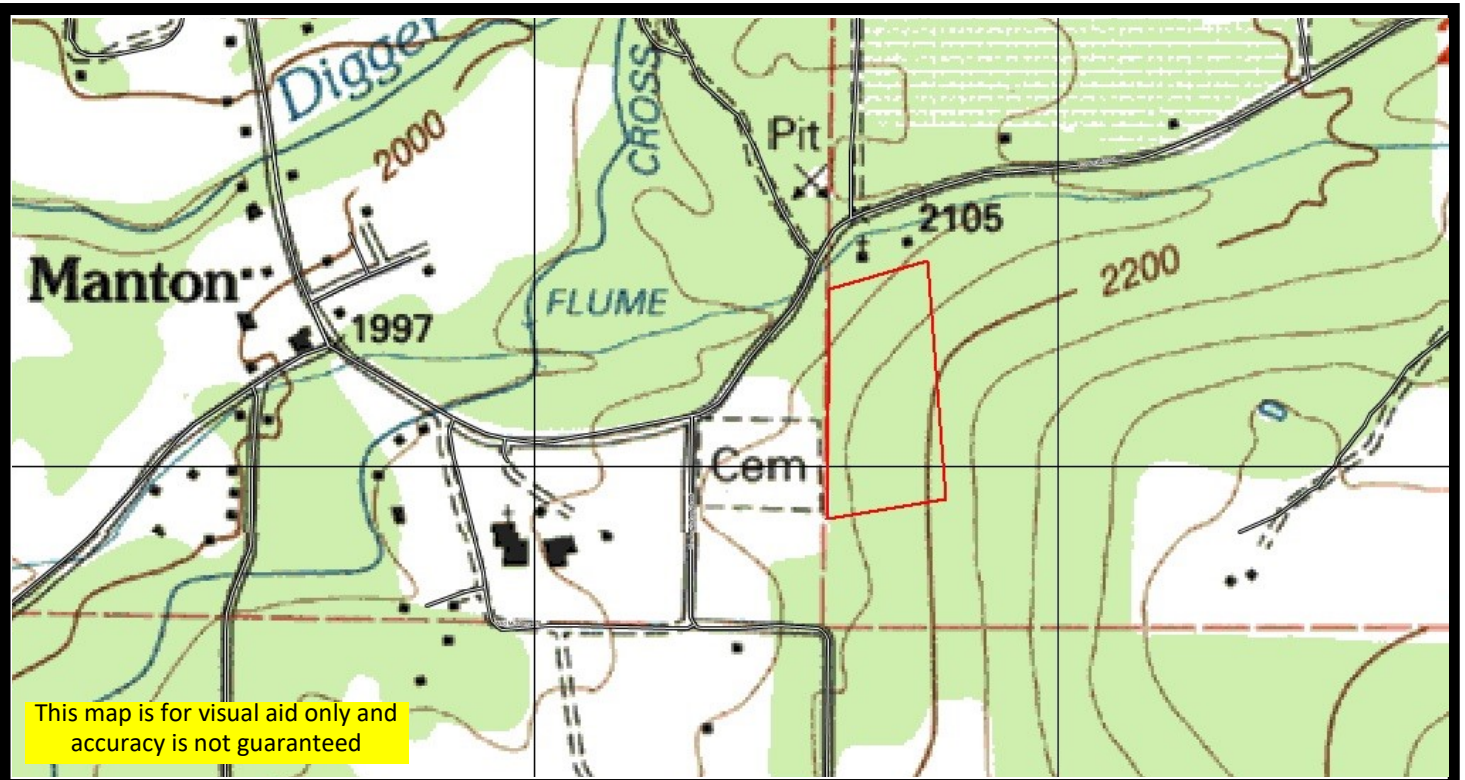 Digger
CROSS
2000
Pit
2105
Manton
2200
FLUME
1997
Cem
This map is for visual aid only and
accuracy is not guaranteed